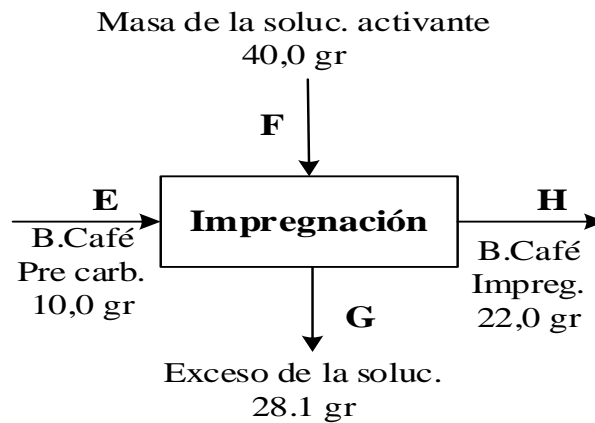 Masa de la soluc. activante
40,0 gr
F
E
Impregnación
H
B.Café
Pre carb.
10,0 gr
B.Café
Impreg.
22,0 gr
G
Exceso de la soluc.
28.1 gr